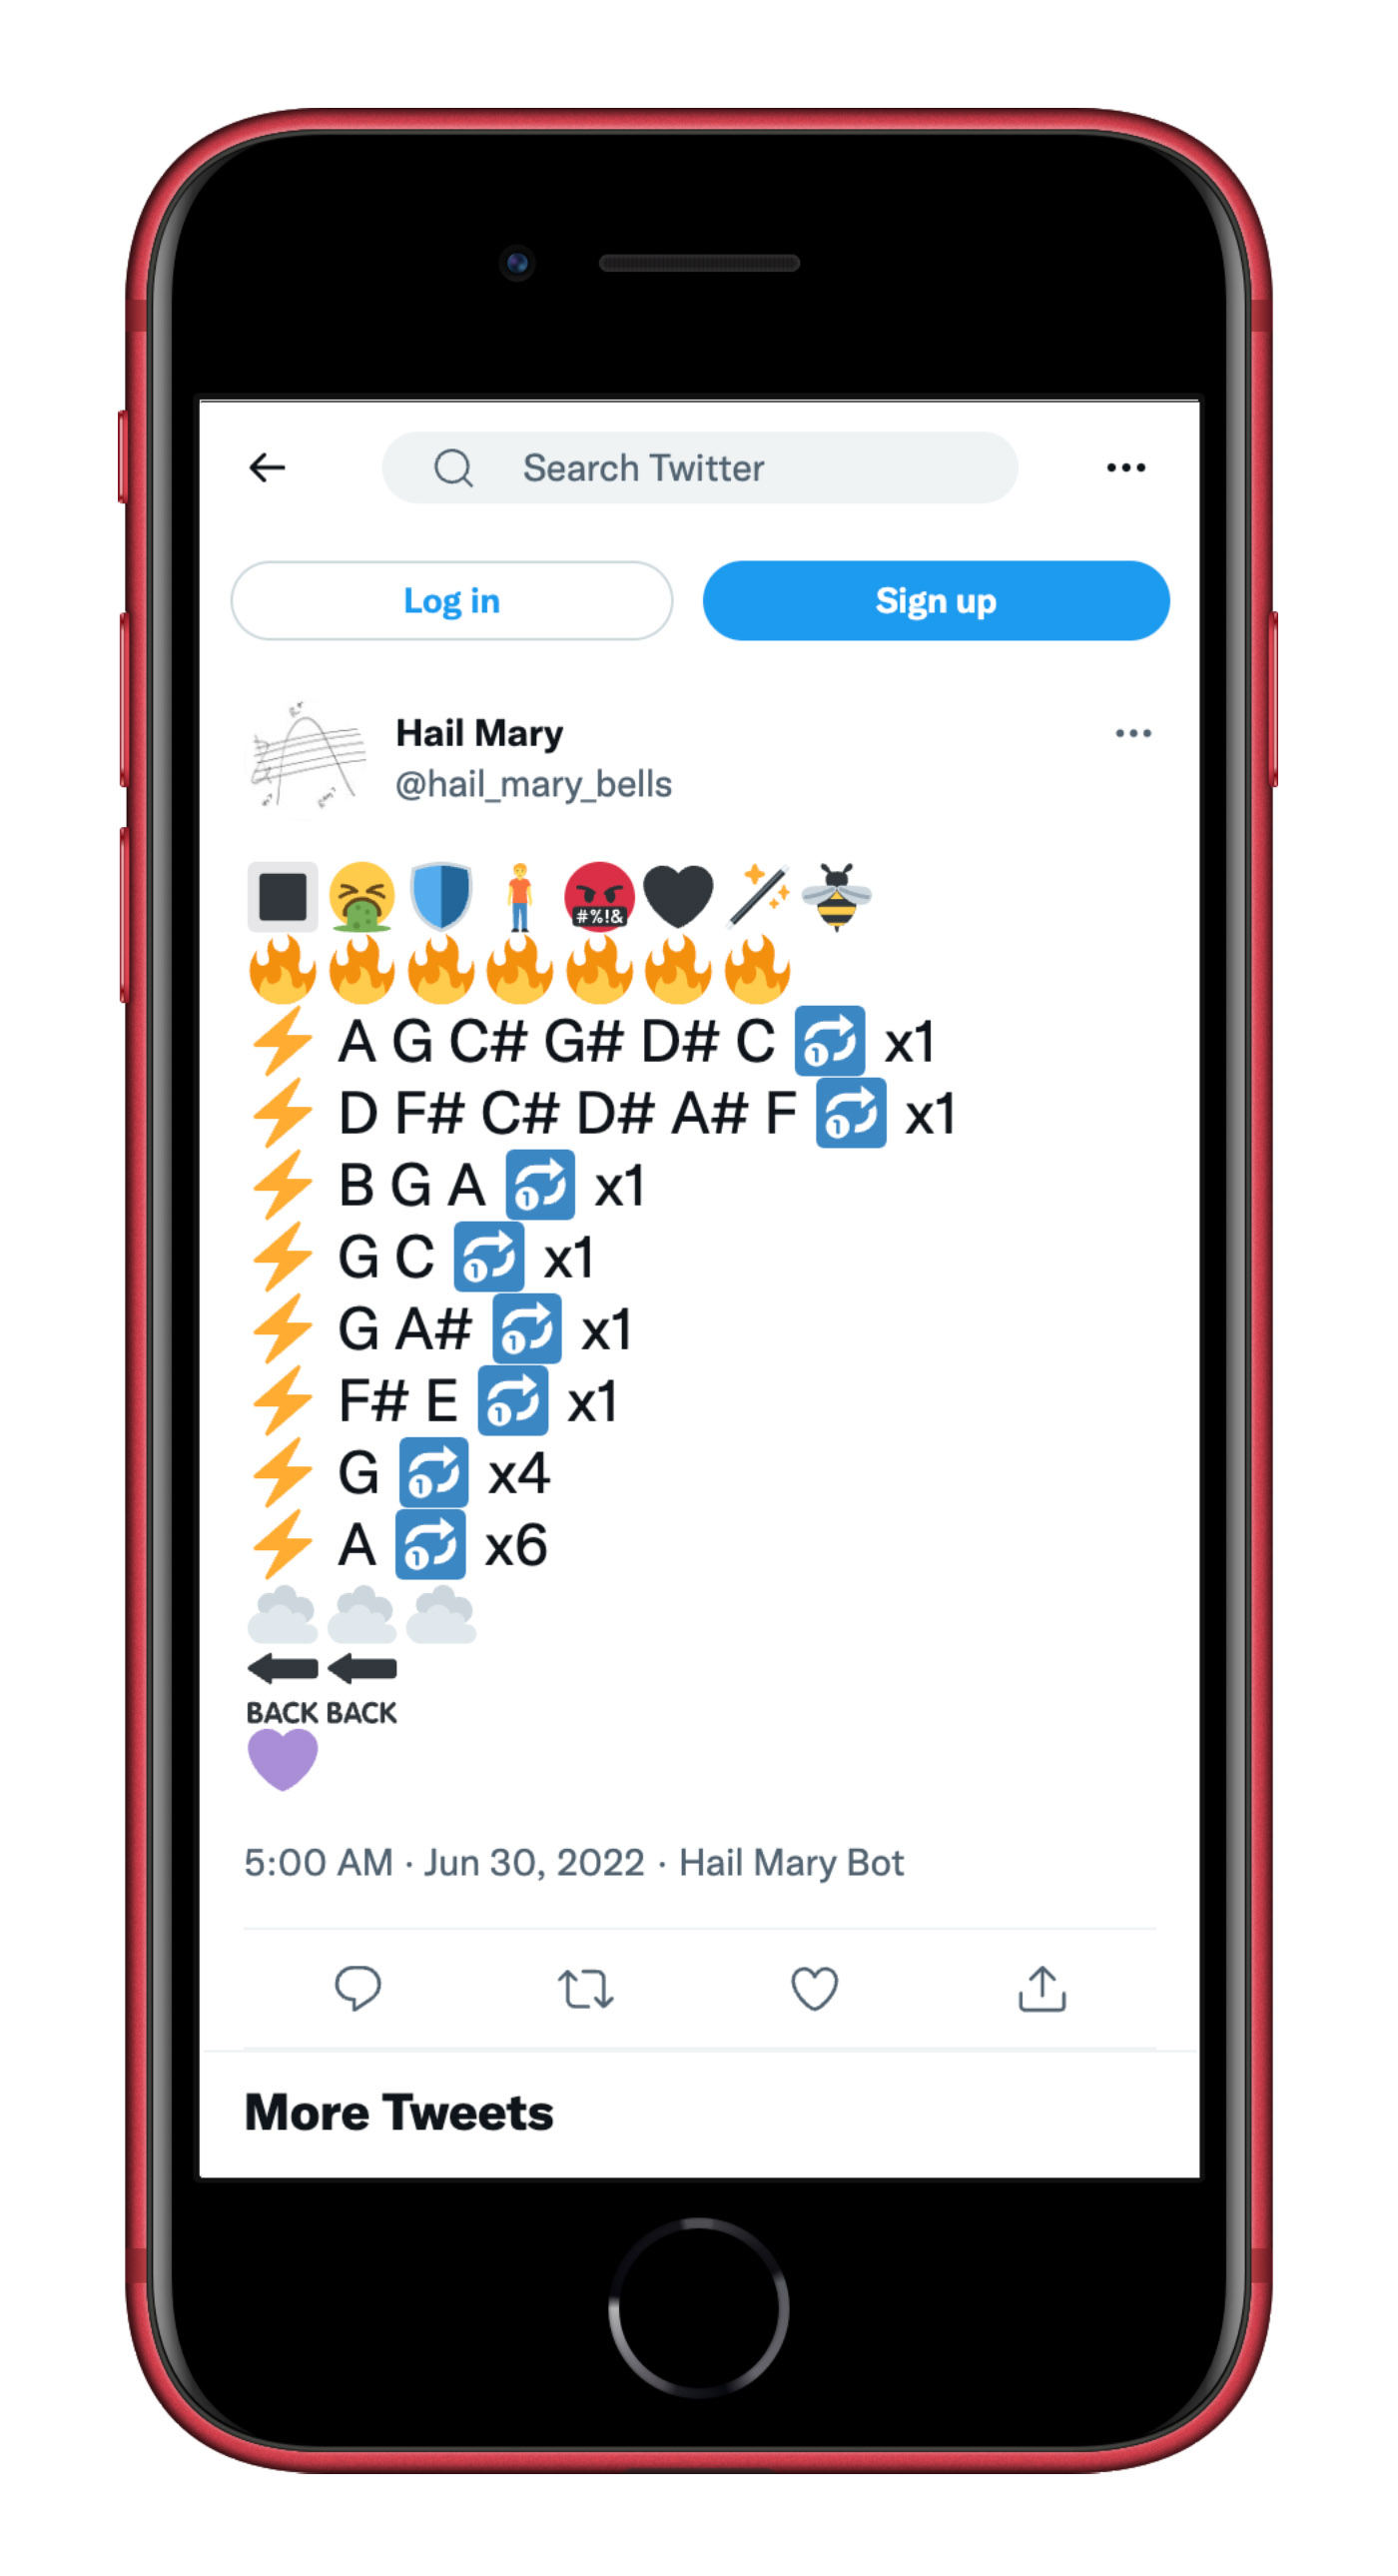 Search Twitter
Log in
Sign up
Hail Mary
@hail_mary_bells
🔳🤮🛡️🧍🤬🖤🪄🐝
#%!&
🔥🔥🔥🔥🔥🔥🔥
⚡ A G C# G# D# C 🔂 x1
⚡ D F# C# D# A# F 🔂 x1
⚡ B G A 🔂 x1
⚡ G C 🔂 x1
⚡ G A# 🔂 x1
⚡ F# E 🔂 x1
⚡ G 🔂 x4
⚡ A 🔂 x6
☁️☁️☁️
BACK BACK
💜
5:00 AM · Jun 30, 2022 · Hail Mary Bot
More Tweets